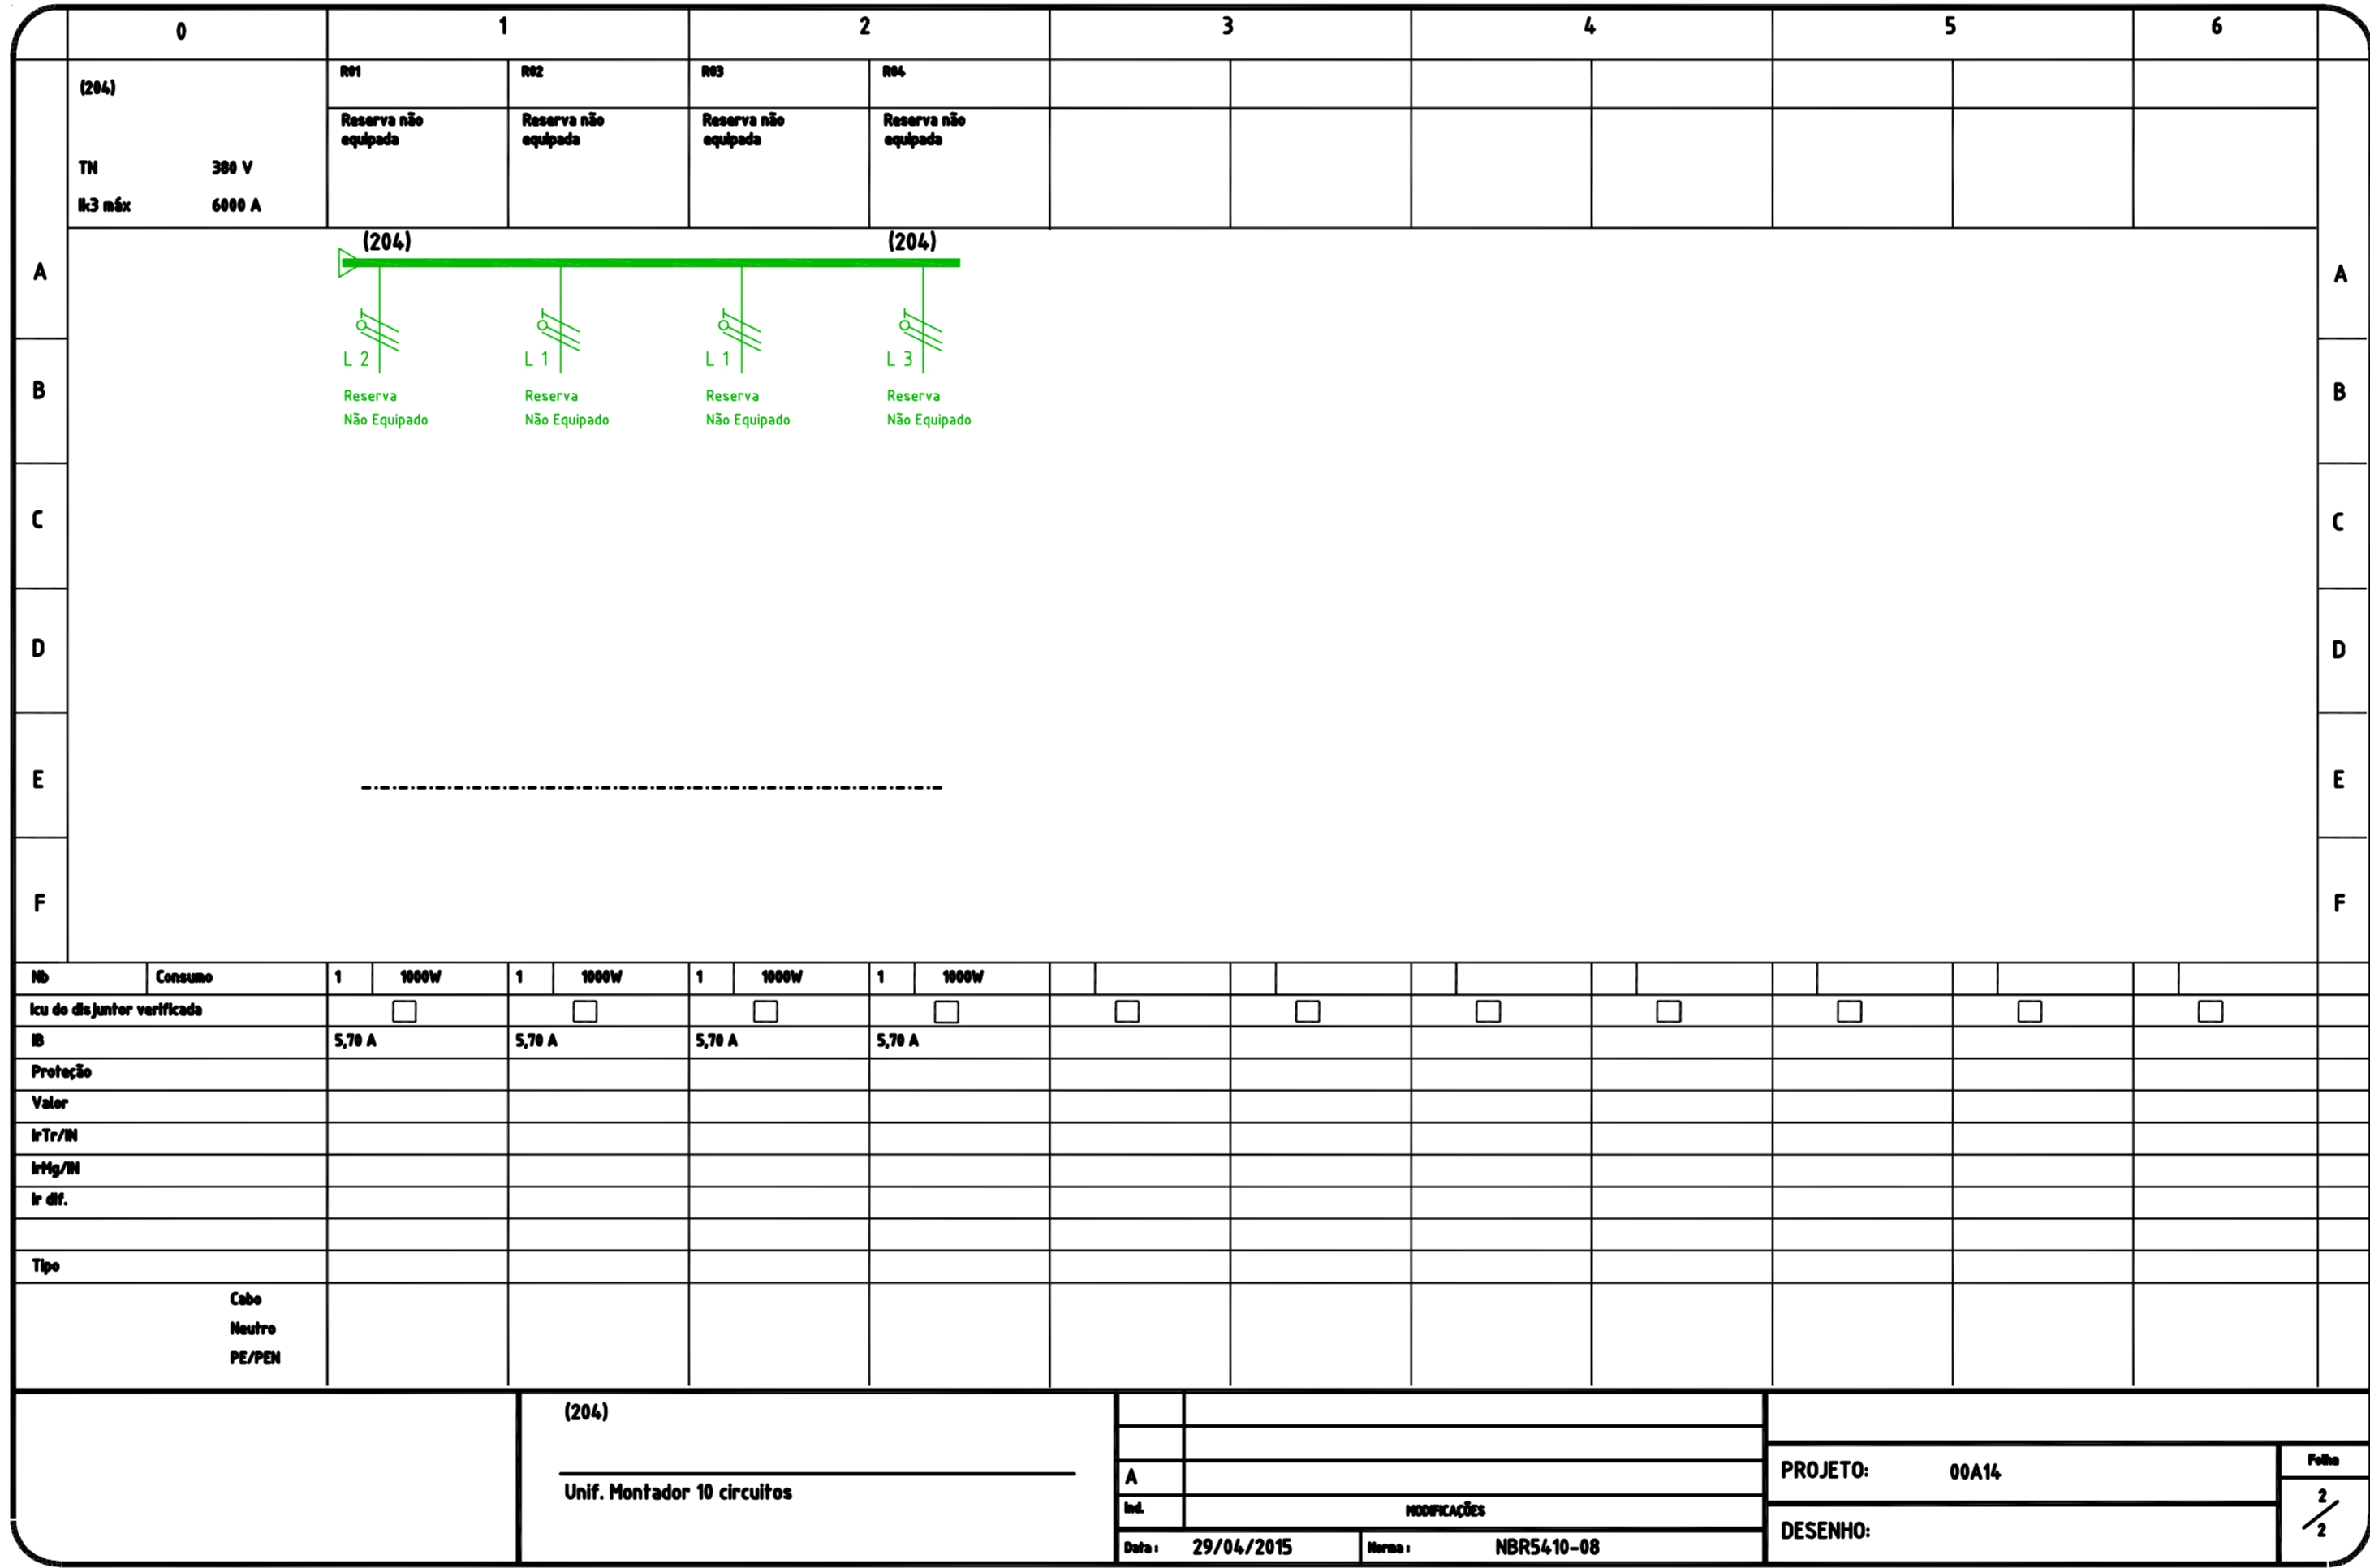 0 1 2 3 4 5 6
(204)
R01 R02 R03 R04
Reserva não equipada
Reserva não equipada
Reserva não equipada
Reserva não equipada
TN 380 V
Ik3 máx 6000 A
(204) (204)
A A
L 2 L 1 L 1 L 3
B B
Reserva Reserva Reserva Reserva
Não Equipado Não Equipado Não Equipado Não Equipado
C C
D D
E E
F F
Nb Consumo 1 1000W 1 1000W 1 1000W 1 1000W
Icu do disjuntor verificada
IB 5,70 A 5,70 A 5,70 A 5,70 A
Proteção
Valor
IrTr/IN
IrMg/IN
Ir dif.
Tipo
Cabo
Neutro
PE/PEN
(204)
Unif. Montador 10 circuitos
A
Ind. MODIFICAÇÕES
Data : 29/04/2015 Norma : NBR5410-08
PROJETO: 00A14
DESENHO:
Folha
2
/
2